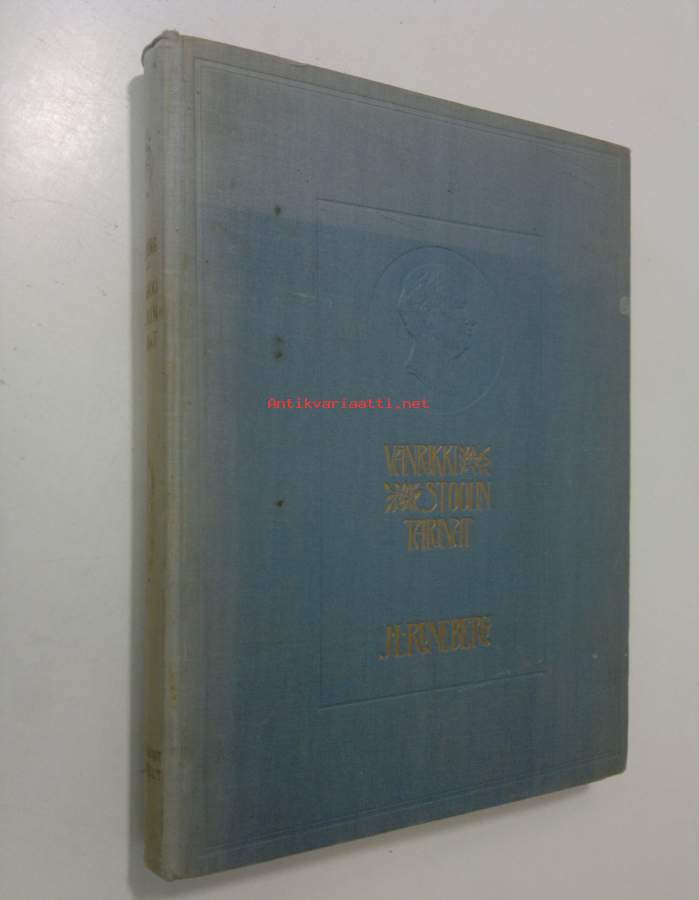 Antikvariaatti.net
VÄNRIKKI
STOOLIN
TARINAT
J.L. RUNEBERG